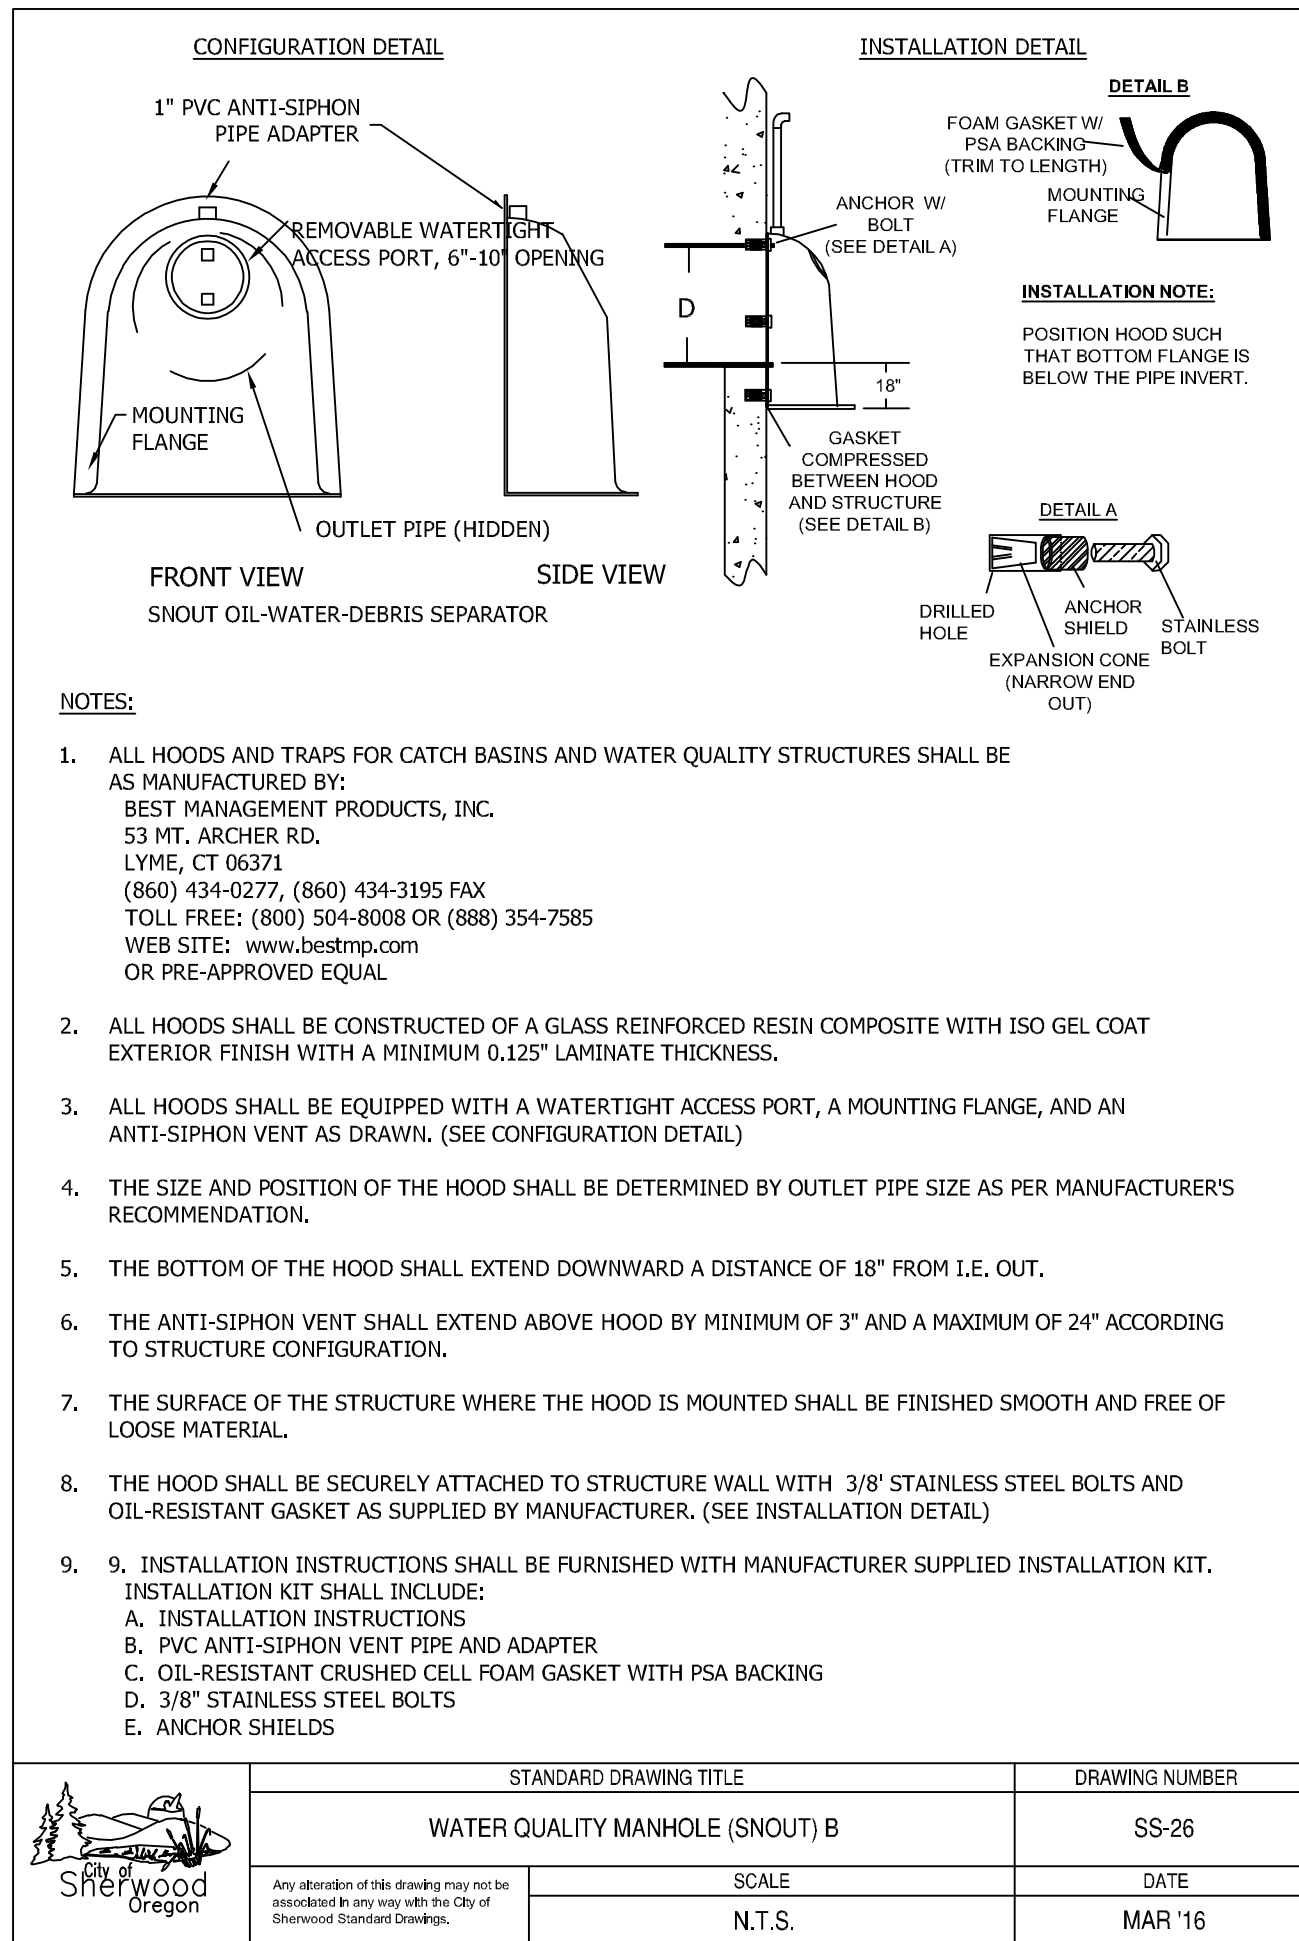 CONFIGURATION DETAIL
1" PVC ANTI-SIPHON
PIPE ADAPTER
REMOVABLE WATERTIGHT
ACCESS PORT, 6"-10" OPENING
MOUNTING
FLANGE
OUTLET PIPE (HIDDEN)
FRONT VIEW
SIDE VIEW
SNOUT OIL-WATER-DEBRIS SEPARATOR
INSTALLATION DETAIL
DETAIL B
FOAM GASKET W/
PSA BACKING
(TRIM TO LENGTH)
MOUNTING
FLANGE
ANCHOR W/
BOLT
(SEE DETAIL A)
D
18"
GASKET
COMPRESSED
BETWEEN HOOD
AND STRUCTURE
(SEE DETAIL B)
INSTALLATION NOTE:
POSITION HOOD SUCH
THAT BOTTOM FLANGE IS
BELOW THE PIPE INVERT.
DETAIL A
DRILLED
HOLE
ANCHOR
SHIELD
STAINLESS
BOLT
EXPANSION CONE
(NARROW END
OUT)
NOTES:
1. ALL HOODS AND TRAPS FOR CATCH BASINS AND WATER QUALITY STRUCTURES SHALL BE
AS MANUFACTURED BY:
BEST MANAGEMENT PRODUCTS, INC.
53 MT. ARCHER RD.
LYME, CT 06371
(860) 434-0277, (860) 434-3195 FAX
TOLL FREE: (800) 504-8008 OR (888) 354-7585
WEB SITE: www.bestmp.com
OR PRE-APPROVED EQUAL
2. ALL HOODS SHALL BE CONSTRUCTED OF A GLASS REINFORCED RESIN COMPOSITE WITH ISO GEL COAT
EXTERIOR FINISH WITH A MINIMUM 0.125" LAMINATE THICKNESS.
3. ALL HOODS SHALL BE EQUIPPED WITH A WATERTIGHT ACCESS PORT, A MOUNTING FLANGE, AND AN
ANTI-SIPHON VENT AS DRAWN. (SEE CONFIGURATION DETAIL)
4. THE SIZE AND POSITION OF THE HOOD SHALL BE DETERMINED BY OUTLET PIPE SIZE AS PER MANUFACTURER'S
RECOMMENDATION.
5. THE BOTTOM OF THE HOOD SHALL EXTEND DOWNWARD A DISTANCE OF 18" FROM I.E. OUT.
6. THE ANTI-SIPHON VENT SHALL EXTEND ABOVE HOOD BY MINIMUM OF 3" AND A MAXIMUM OF 24" ACCORDING
TO STRUCTURE CONFIGURATION.
7. THE SURFACE OF THE STRUCTURE WHERE THE HOOD IS MOUNTED SHALL BE FINISHED SMOOTH AND FREE OF
LOOSE MATERIAL.
8. THE HOOD SHALL BE SECURELY ATTACHED TO STRUCTURE WALL WITH 3/8' STAINLESS STEEL BOLTS AND
OIL-RESISTANT GASKET AS SUPPLIED BY MANUFACTURER. (SEE INSTALLATION DETAIL)
9. 9. INSTALLATION INSTRUCTIONS SHALL BE FURNISHED WITH MANUFACTURER SUPPLIED INSTALLATION KIT.
INSTALLATION KIT SHALL INCLUDE:
A. INSTALLATION INSTRUCTIONS
B. PVC ANTI-SIPHON VENT PIPE AND ADAPTER
C. OIL-RESISTANT CRUSHED CELL FOAM GASKET WITH PSA BACKING
D. 3/8" STAINLESS STEEL BOLTS
E. ANCHOR SHIELDS
City of
Sherwood
Oregon
STANDARD DRAWING TITLE
WATER QUALITY MANHOLE (SNOUT) B
DRAWING NUMBER
SS-26
Any alteration of this drawing may not be
associated in any way with the City of
Sherwood Standard Drawings.
SCALE
N.T.S.
DATE
MAR '16